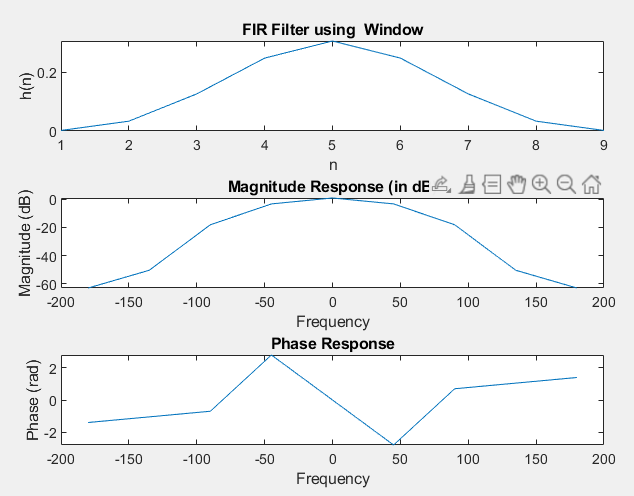 FIR Filter using  Window
h(n)
0.2
0
1 2 3 4 5 6 7 8 9
n
Magnitude Response (in dB
Magnitude (dB)
0
-20
-40
-60
-200 -150 -100 -50 0 50 100 150 200
Frequency
Phase Response
Phase (rad)
2
0
-2
-200 -150 -100 -50 0 50 100 150 200
Frequency